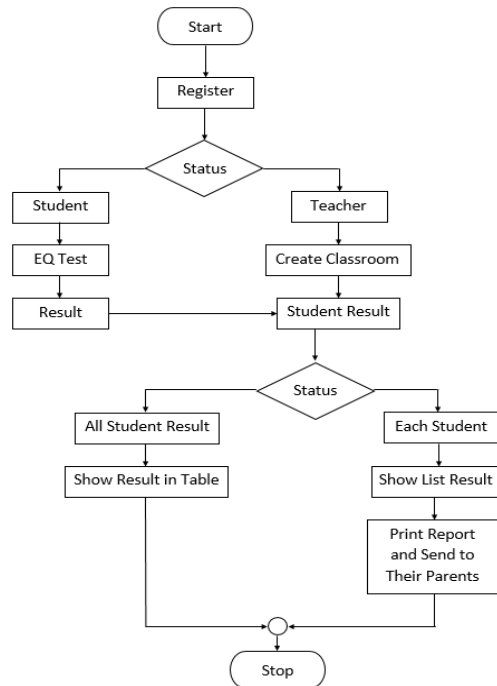 Start
Register
Status
Student
Teacher
EQ Test
Create Classroom
Result
Student Result
Status
All Student Result
Each Student
Show Result in Table
Show List Result
Print Report
and Send to
Their Parents
Stop